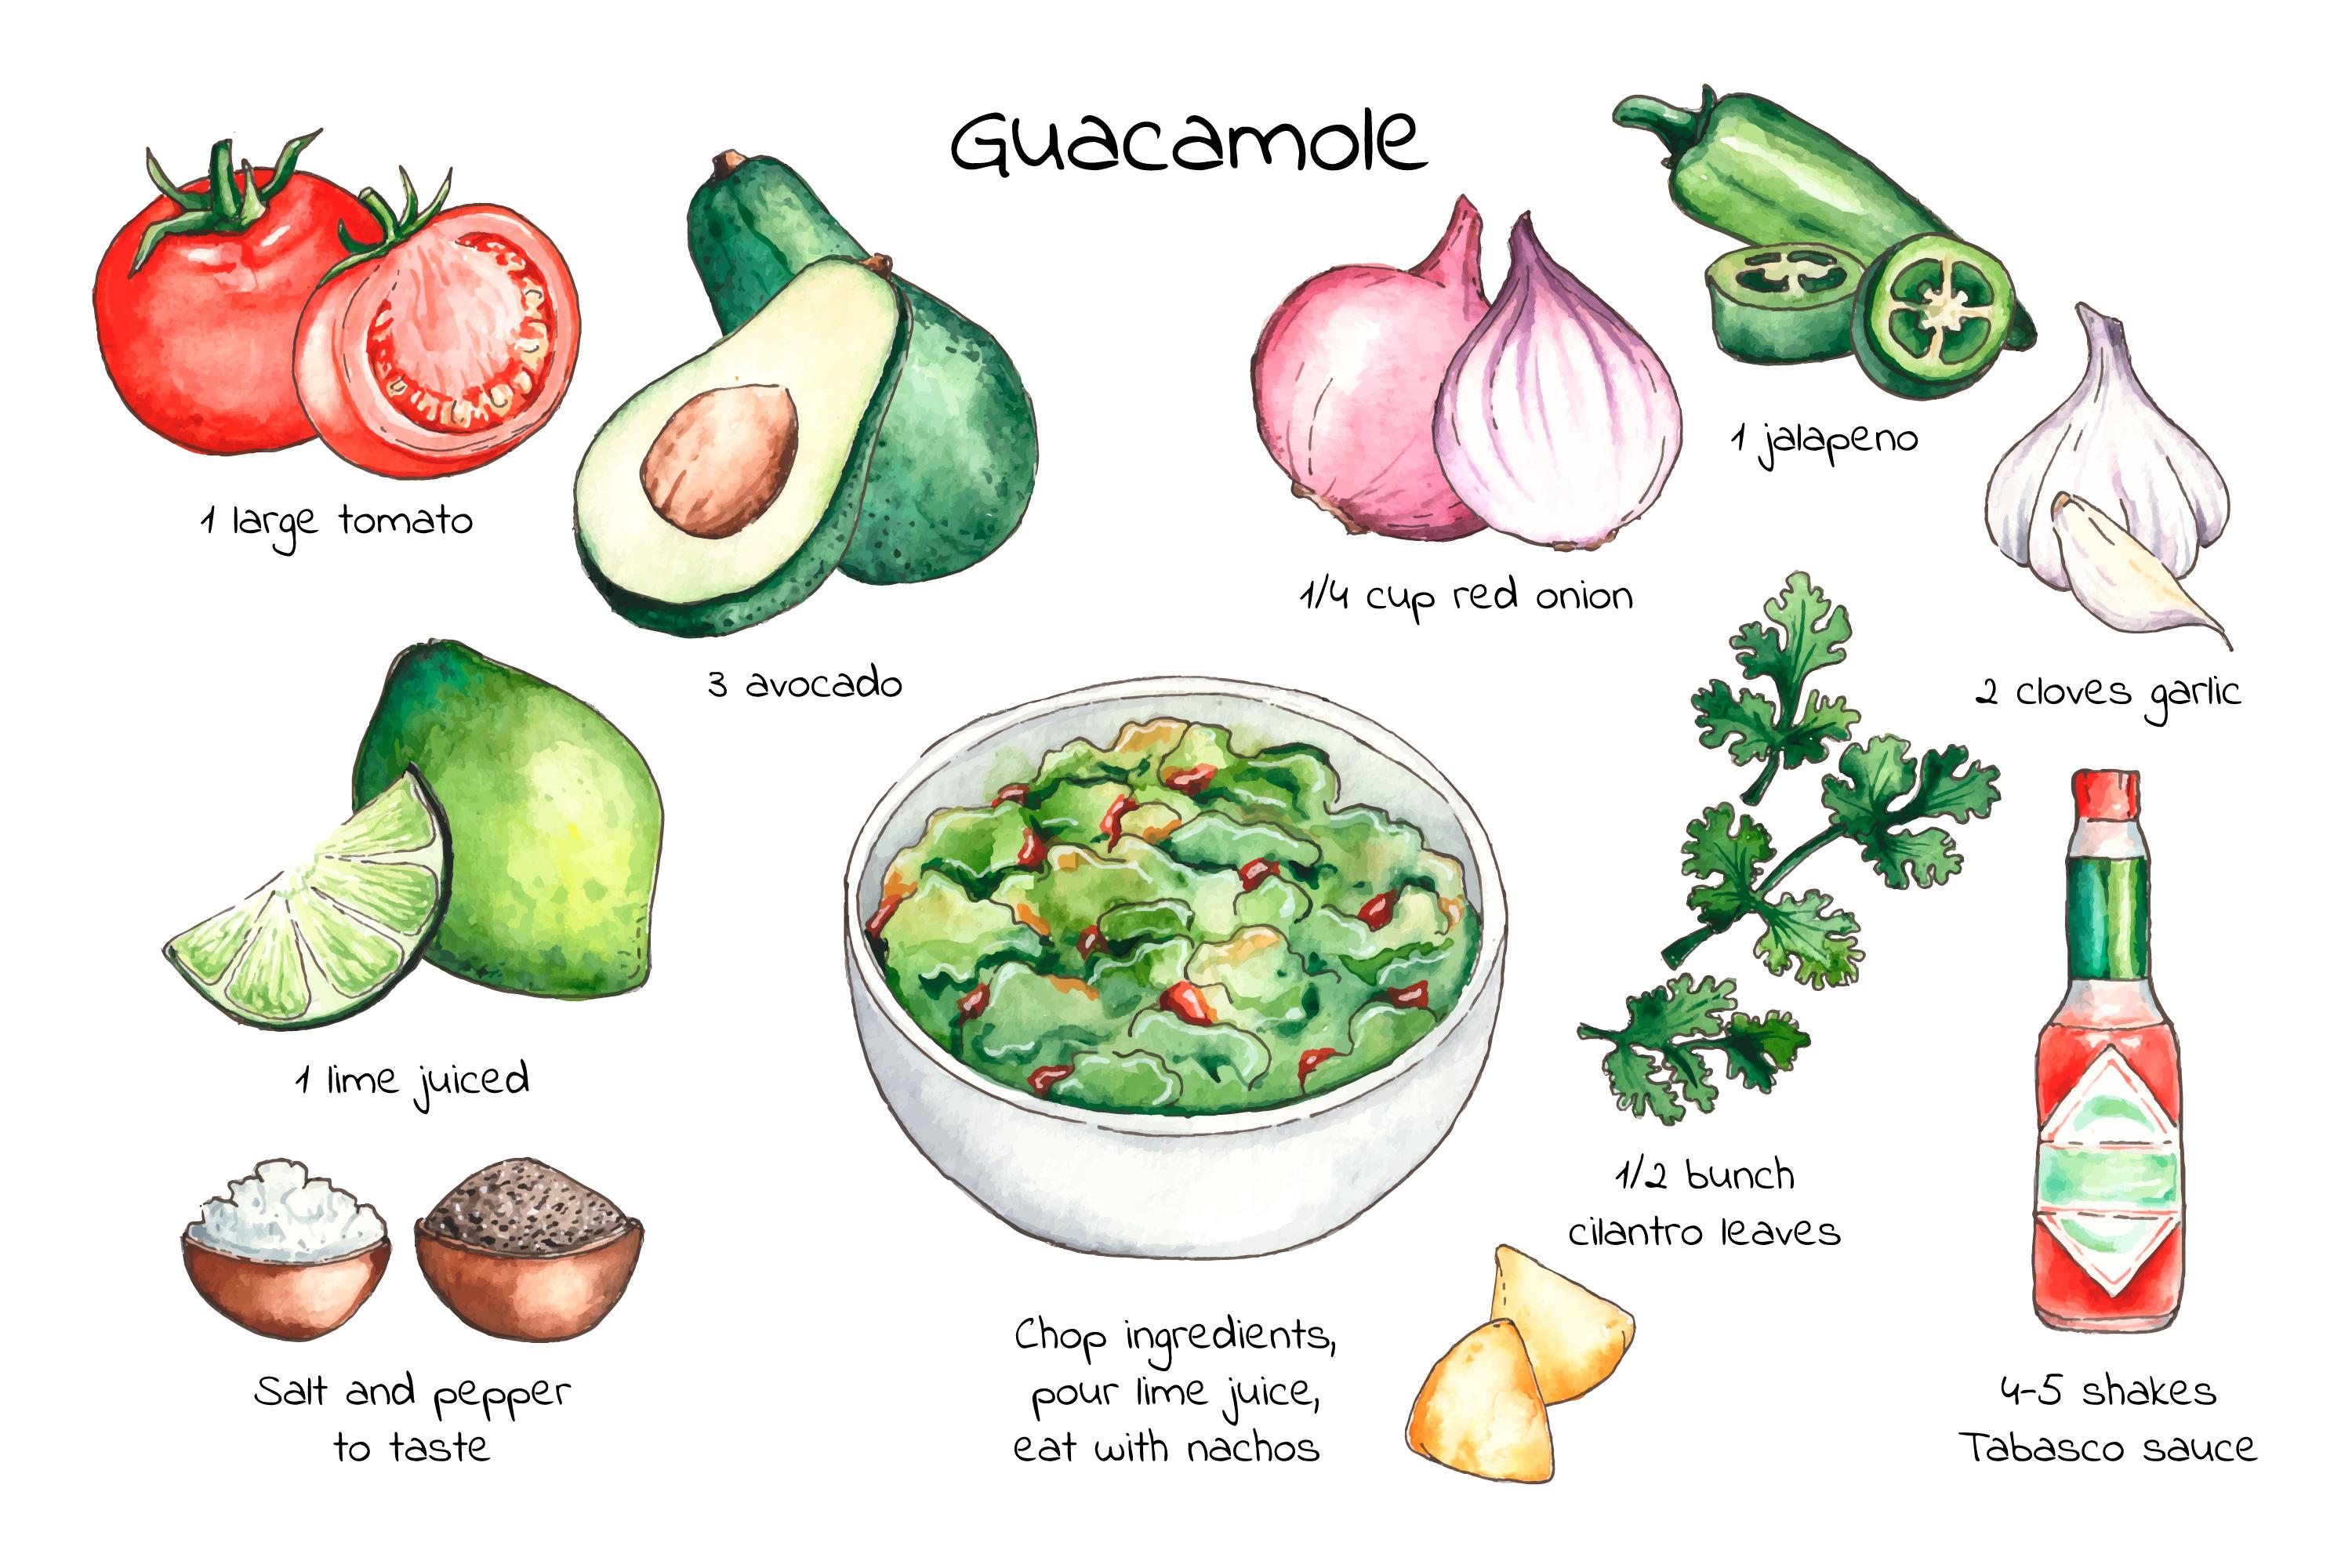 Guacamole
1 large tomato
3 avocado
1/4 cup red onion
1 jalapeno
2 cloves garlic
1 lime juiced
1/2 bunch
cilantro leaves
Salt and pepper
to taste
Chop ingredients,
pour lime juice,
eat with nachos
4-5 shakes
Tabasco sauce